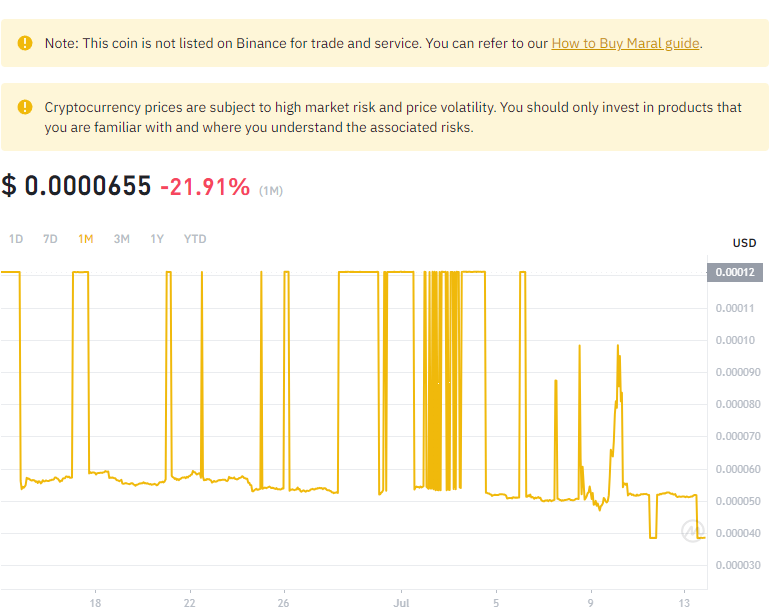 Note: This coin is not listed on Binance for trade and service. You can refer to our How to Buy Maral guide.
Cryptocurrency prices are subject to high market risk and price volatility. You should only invest in products that
you are familiar with and where you understand the associated risks.
$ 0.0000655 -21.91% (1M)
1D 7D 1M 3M 1Y YTD
USD
0.00012
0.00011
0.00010
0.000090
0.000080
0.000070
0.000060
0.000050
0.000040
0.000030
18 22 26 Jul 5 9 13